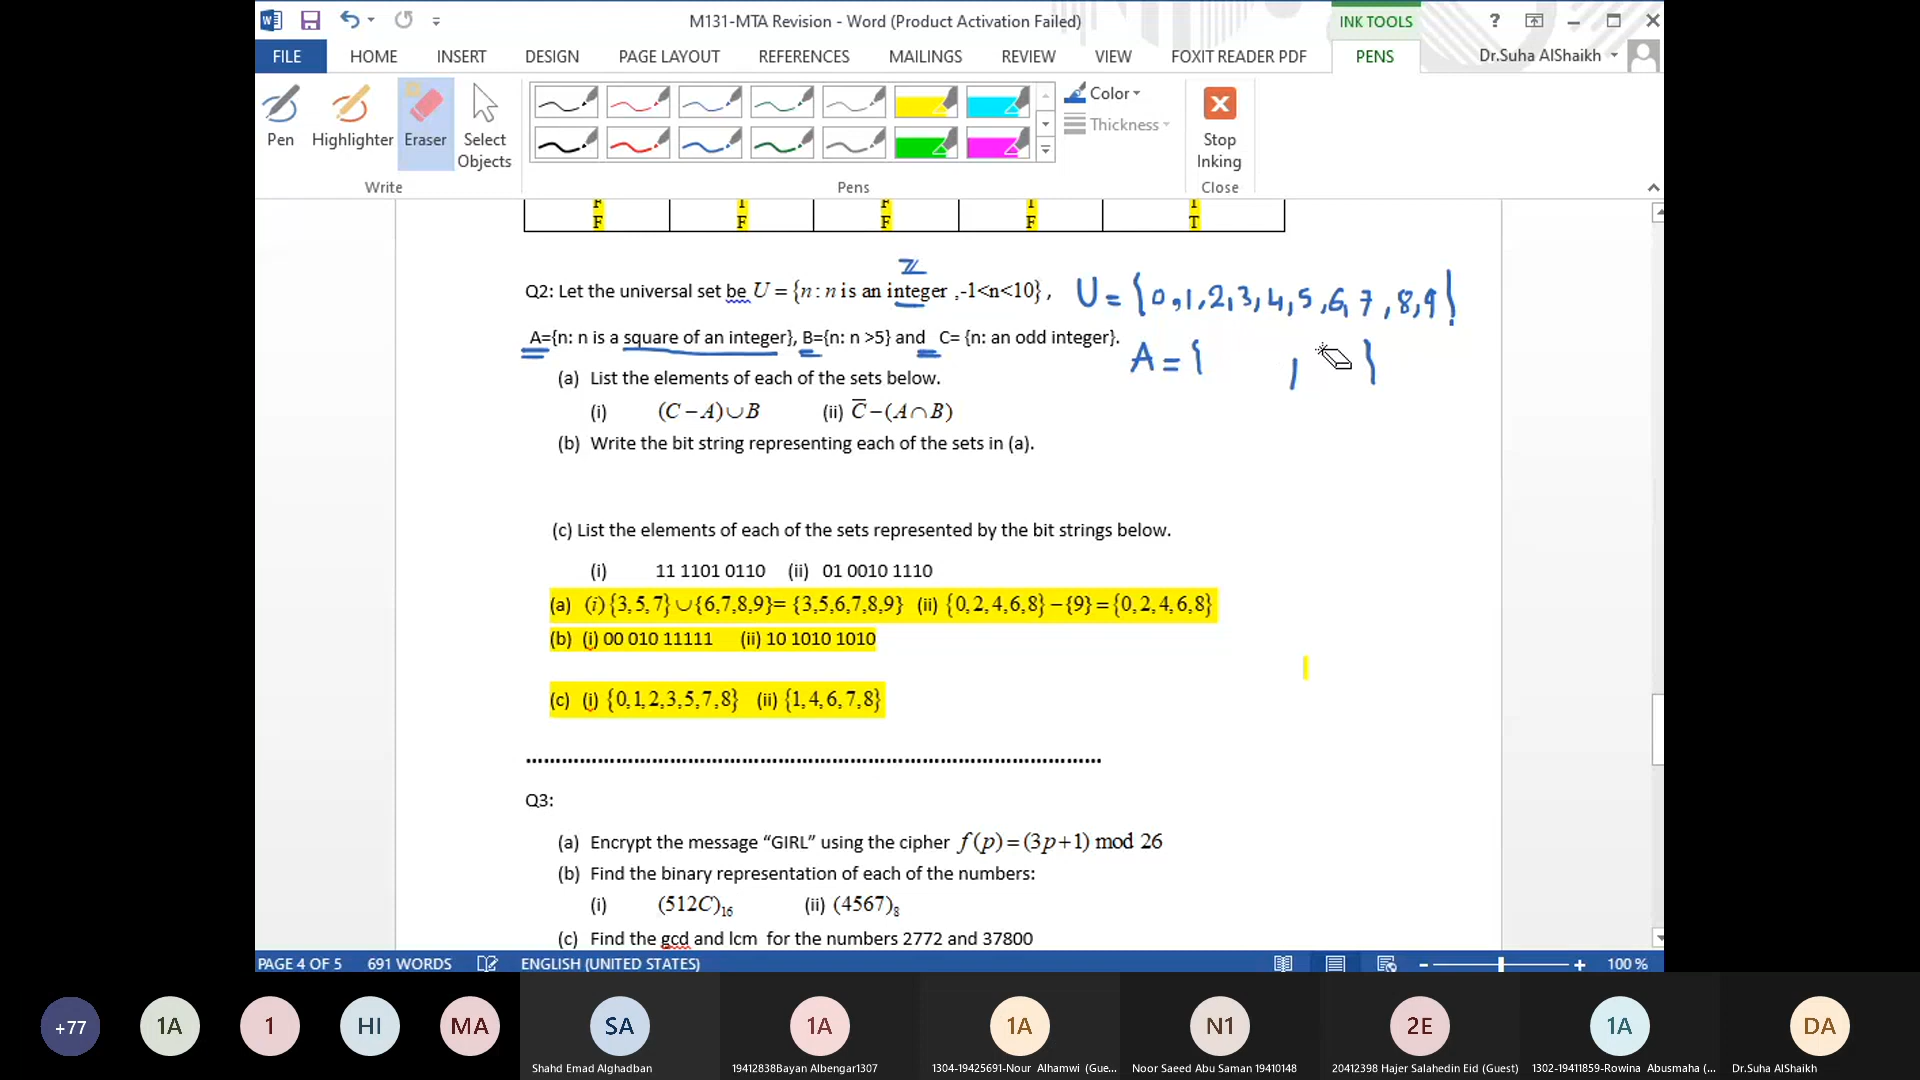 M131-MTA Revision - Word (Product Activation Failed)
INK TOOLS
?
FILE HOME INSERT DESIGN PAGE LAYOUT REFERENCES MAILINGS REVIEW VIEW FOXIT READER PDF PENS Dr.Suha AlShaikh
Pen Highlighter Eraser Select Objects
Color
Thickness
Stop Inking
Write Pens Close
F F F T
ℤ
Q2: Let the universal set be U = {n : n is an integer ,-1<n<10} , U = {0,1,2,3,4,5,6,7,8,9}
A={n: n is a square of an integer}, B={n: n >5} and C= {n: an odd integer}.
A = { , }
(a) List the elements of each of the sets below.
(i) (C − A)∪B (ii) C̅ − (A∩B)
(b) Write the bit string representing each of the sets in (a).
(c) List the elements of each of the sets represented by the bit strings below.
(i) 11 1101 0110 (ii) 01 0010 1110
(a) (i) {3,5,7} ∪ {6,7,8,9}= {3,5,6,7,8,9} (ii) {0,2,4,6,8} − {9} = {0,2,4,6,8}
(b) (i) 00 010 11111 (ii) 10 1010 1010
(c) (i) {0,1,2,3,5,7,8} (ii) {1,4,6,7,8}
Q3:
(a) Encrypt the message “GIRL” using the cipher f(p) = (3p+1) mod 26
(b) Find the binary representation of each of the numbers:
(i) (512C)₁₆ (ii) (4567)₈
(c) Find the gcd and lcm for the numbers 2772 and 37800
PAGE 4 OF 5 691 WORDS ENGLISH (UNITED STATES) 100 %
+77 1A 1 HI MA SA 1A 1A N1 2E 1A DA
Shahd Emad Alghadban 19412838Bayan Albengar1307 1304-19425691-Nour Alhamwi (Gue... Noor Saeed Abu Saman 19410148 20412398 Hajer Salahedin Eid (Guest) 1302-19411859-Rowina Abusmaha (... Dr.Suha AlShaikh